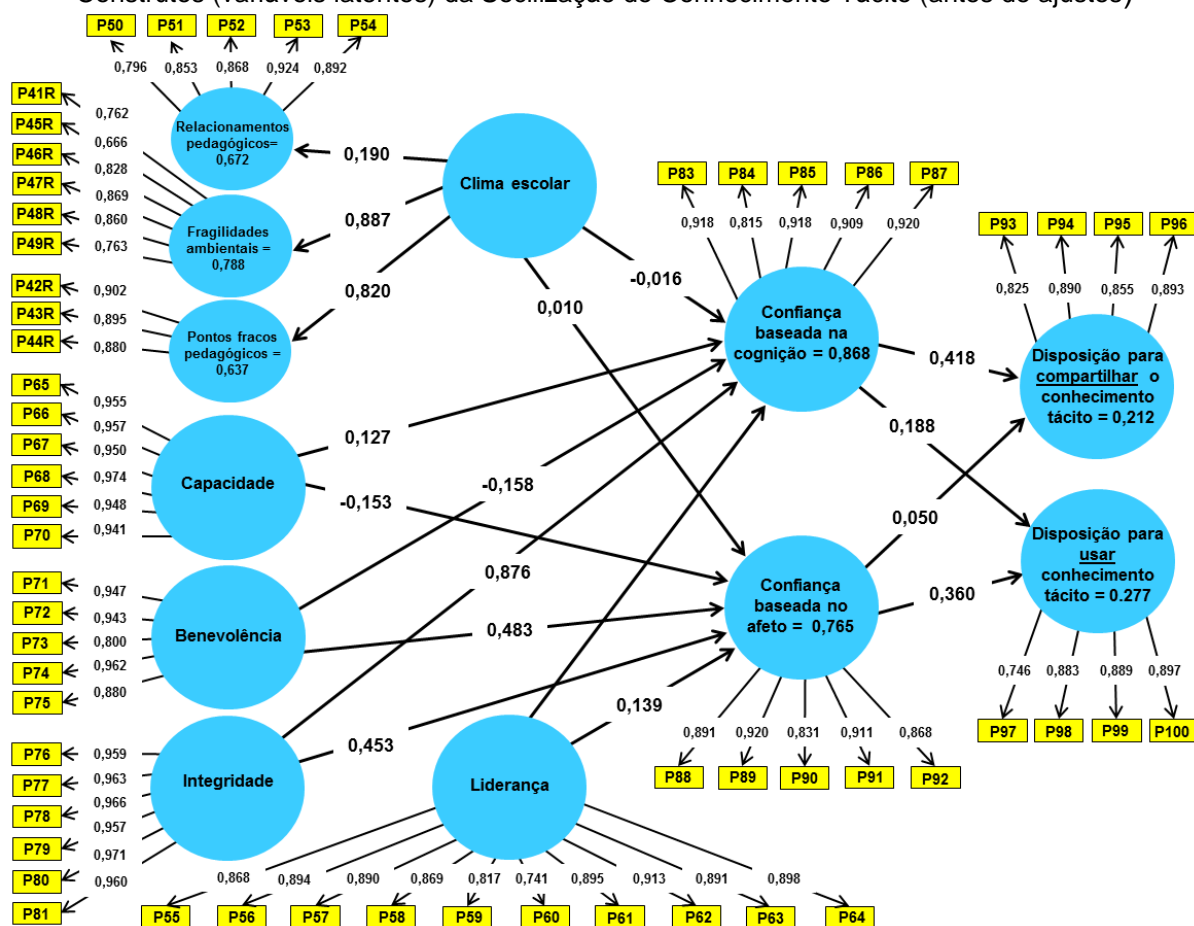 Construtos (variáveis latentes) da Socilização do Conhecimento Tácito (antes do ajustes)
P50
P51
P52
P53
P54
0,796
0,853
0,868
0,924
0,892
P41R
P45R
P46R
P47R
P48R
P49R
0,762
0,666
0,828
0,869
0,860
0,763
P42R
P43R
P44R
0,902
0,895
0,880
Relacionamentos
pedagógicos=
0,672
Fragilidades
ambientais =
0,788
Pontos fracos
pedagógicos =
0,637
0,190
0,887
0,820
Clima escolar
-0,016
0,010
P65
P66
P67
P68
P69
P70
0,955
0,957
0,950
0,974
0,948
0,941
Capacidade
0,127
-0,153
P71
P72
P73
P74
P75
0,947
0,943
0,800
0,962
0,880
Benevolência
-0,158
0,483
P76
P77
P78
P79
P80
P81
0,959
0,963
0,966
0,957
0,971
0,960
Integridade
0,876
0,453
Liderança
0,139
0,868
0,894
0,890
0,869
0,817
0,741
0,895
0,913
0,891
0,898
P55
P56
P57
P58
P59
P60
P61
P62
P63
P64
P83
P84
P85
P86
P87
0,918
0,815
0,918
0,909
0,920
Confiança
baseada na
cognição = 0,868
0,418
0,188
Confiança
baseada no
afeto = 0,765
0,050
0,360
0,891
0,920
0,831
0,911
0,868
P88
P89
P90
P91
P92
P93
P94
P95
P96
0,825
0,890
0,855
0,893
Disposição para
compartilhar o
conhecimento
tácito = 0,212
Disposição para
usar
conhecimento
tácito = 0.277
0,746
0,883
0,889
0,897
P97
P98
P99
P100